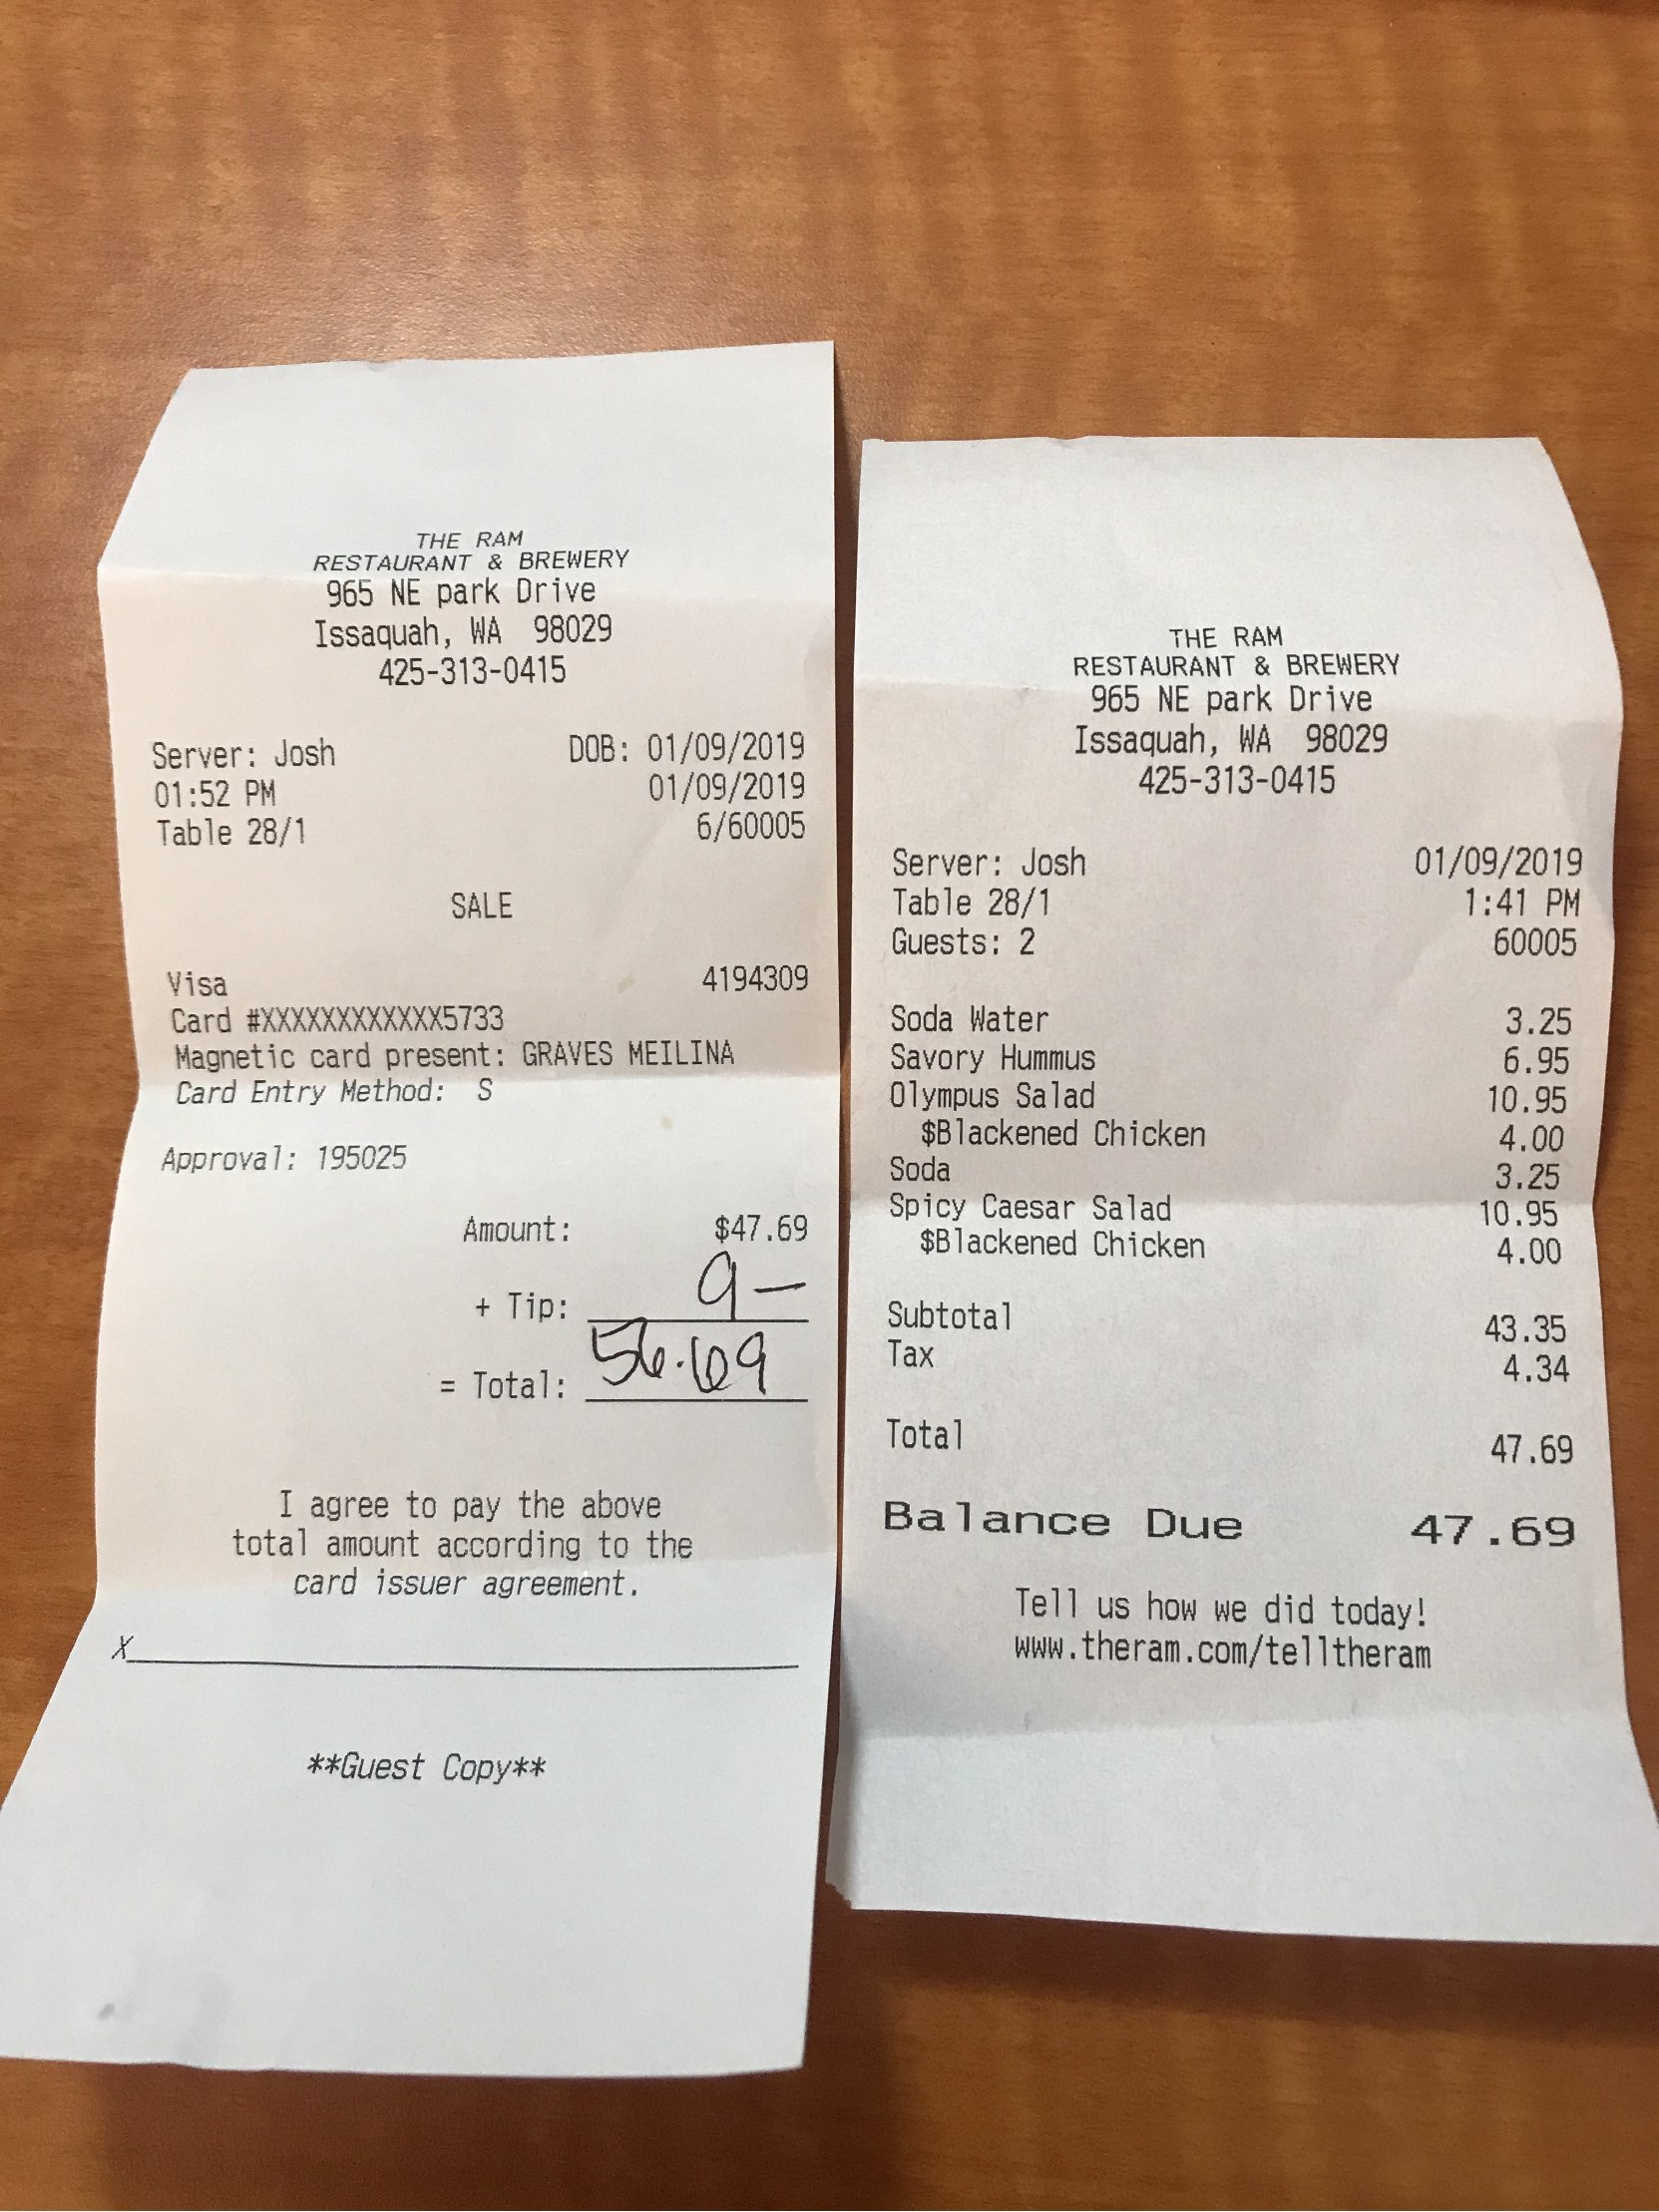 THE RAM
RESTAURANT & BREWERY
965 NE park Drive
Issaquah, WA 98029
425-313-0415
Server: Josh DOB: 01/09/2019
01:52 PM 01/09/2019
Table 28/1 6/60005
SALE
Visa 4194309
Card #XXXXXXXXXXXX5733
Magnetic card present: GRAVES MEILINA
Card Entry Method: S
Approval: 195025
Amount: $47.69
+ Tip: 9 —
= Total: 56.69
I agree to pay the above
total amount according to the
card issuer agreement.
X
**Guest Copy**
THE RAM
RESTAURANT & BREWERY
965 NE park Drive
Issaquah, WA 98029
425-313-0415
Server: Josh 01/09/2019
Table 28/1 1:41 PM
Guests: 2 60005
Soda Water 3.25
Savory Hummus 6.95
Olympus Salad 10.95
$Blackened Chicken 4.00
Soda 3.25
Spicy Caesar Salad 10.95
$Blackened Chicken 4.00
Subtotal 43.35
Tax 4.34
Total 47.69
Balance Due 47.69
Tell us how we did today!
www.theram.com/telltheram